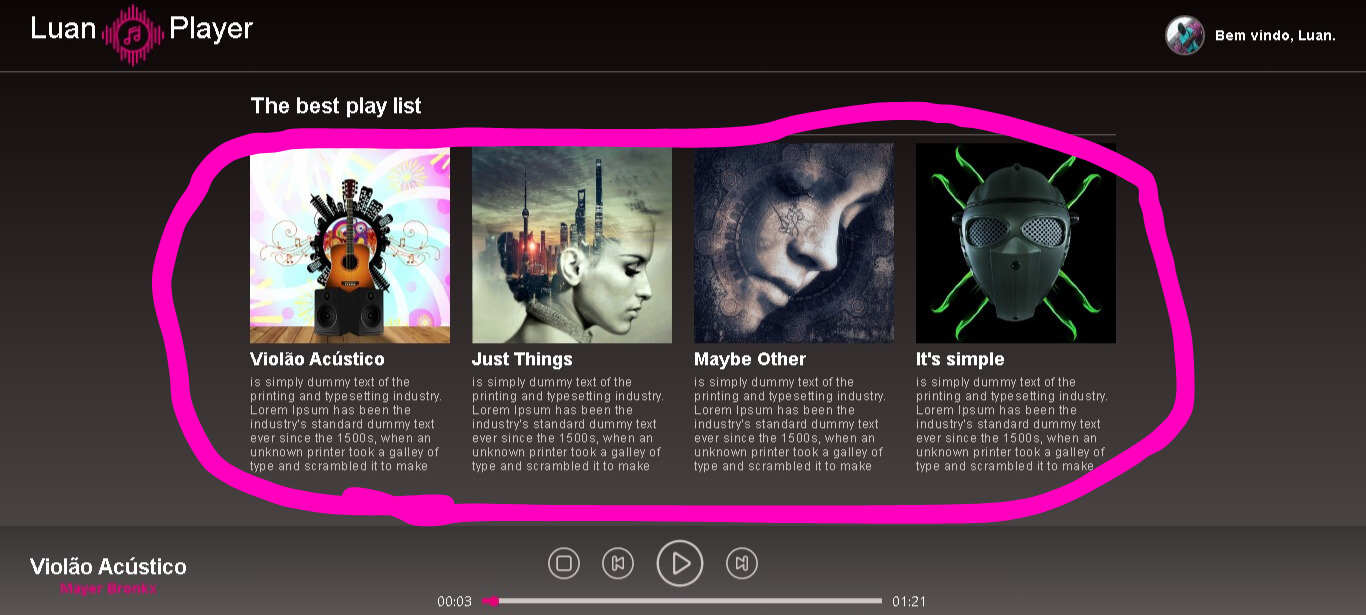 Luan Player
Bem vindo, Luan.
The best play list
Violão Acústico
is simply dummy text of the
printing and typesetting industry.
Lorem Ipsum has been the
industry's standard dummy text
ever since the 1500s, when an
unknown printer took a galley of
type and scrambled it to make
Just Things
is simply dummy text of the
printing and typesetting industry.
Lorem Ipsum has been the
industry's standard dummy text
ever since the 1500s, when an
unknown printer took a galley of
type and scrambled it to make
Maybe Other
is simply dummy text of the
printing and typesetting industry.
Lorem Ipsum has been the
industry's standard dummy text
ever since the 1500s, when an
unknown printer took a galley of
type and scrambled it to make
It's simple
is simply dummy text of the
printing and typesetting industry.
Lorem Ipsum has been the
industry's standard dummy text
ever since the 1500s, when an
unknown printer took a galley of
type and scrambled it to make
Violão Acústico
Mayer Bronkx
00:03 01:21